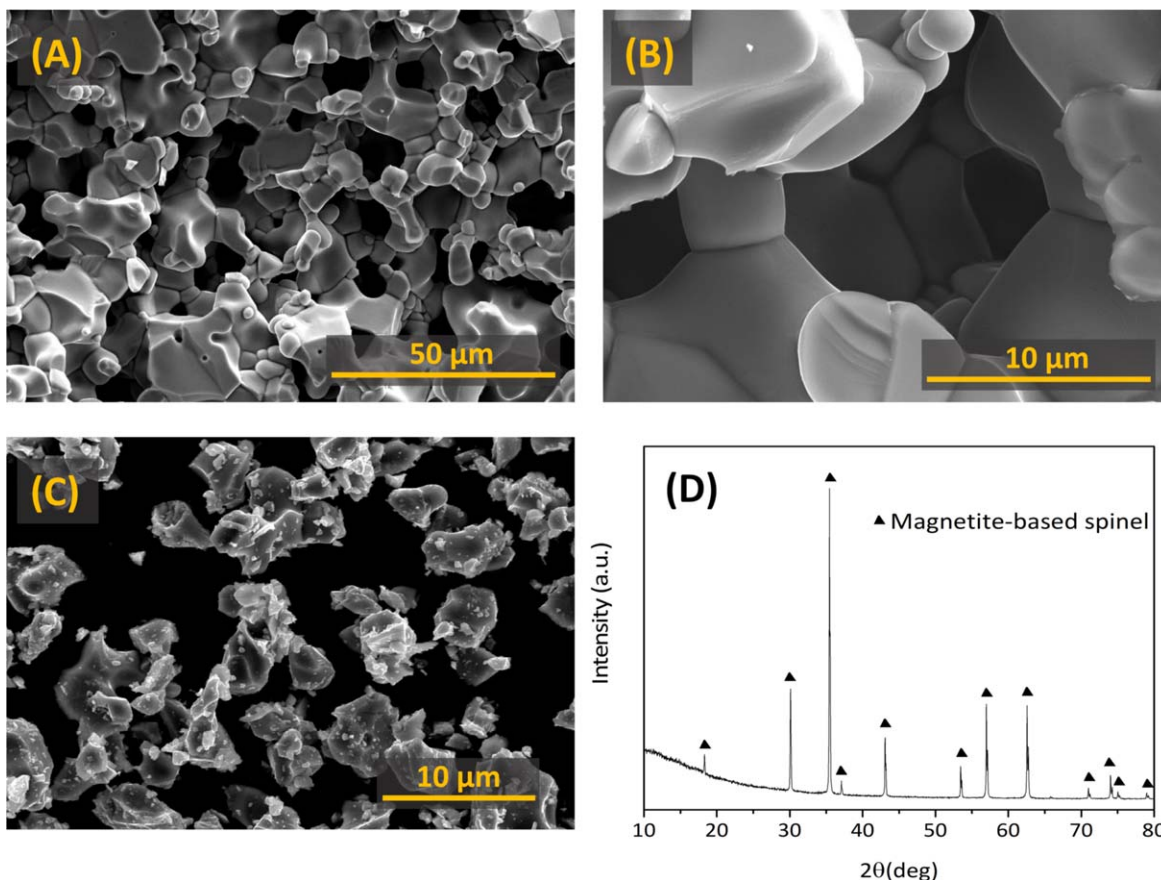 (A)
50 μm
(B)
10 μm
(C)
10 μm
(D)
▲ Magnetite-based spinel
Intensity (a.u.)
10 20 30 40 50 60 70 80
2θ(deg)